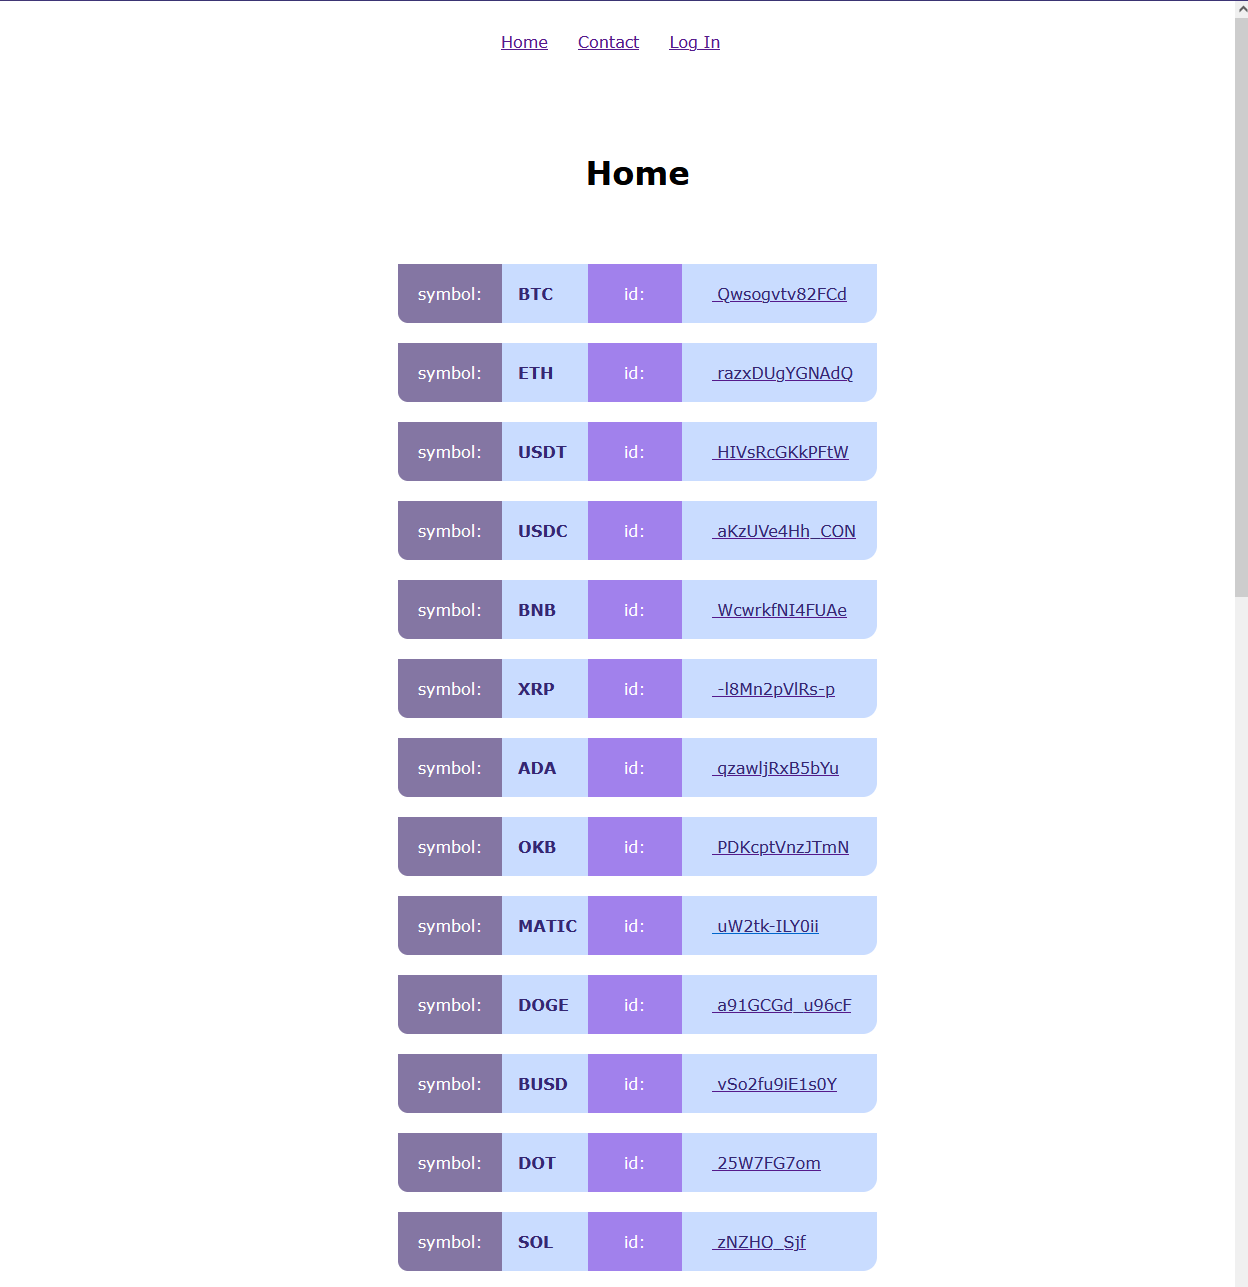 Home Contact Log In
Home
symbol: BTC id: Qwsogvtv82FCd
symbol: ETH id: razxDUgYGNAdQ
symbol: USDT id: HIVsRcGKkPFtW
symbol: USDC id: aKzUVe4Hh_CON
symbol: BNB id: WcwrkfNI4FUAe
symbol: XRP id: -l8Mn2pVlRs-p
symbol: ADA id: qzawljRxB5bYu
symbol: OKB id: PDKcptVnzJTmN
symbol: MATIC id: uW2tk-ILY0ii
symbol: DOGE id: a91GCGd_u96cF
symbol: BUSD id: vSo2fu9iE1s0Y
symbol: DOT id: 25W7FG7om
symbol: SOL id: zNZHO_Sjf